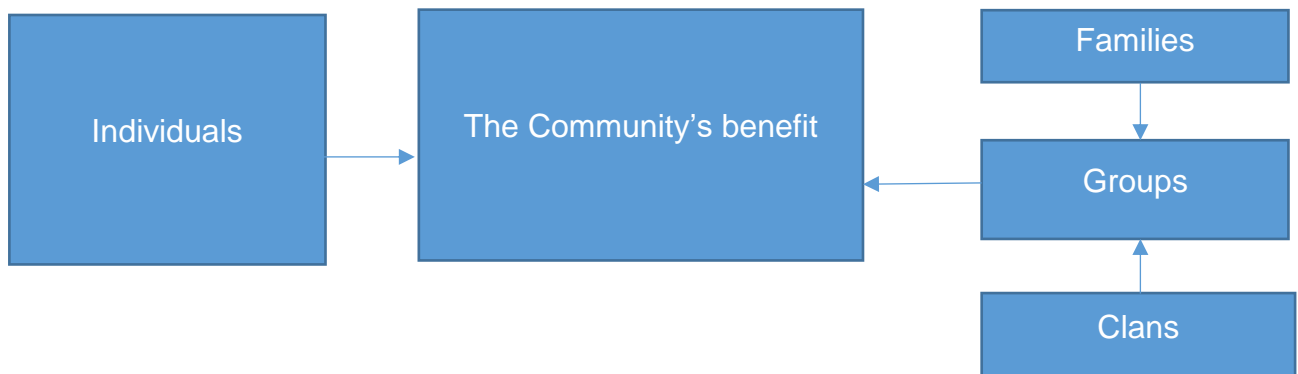 Individuals
The Community’s benefit
Families
Groups
Clans